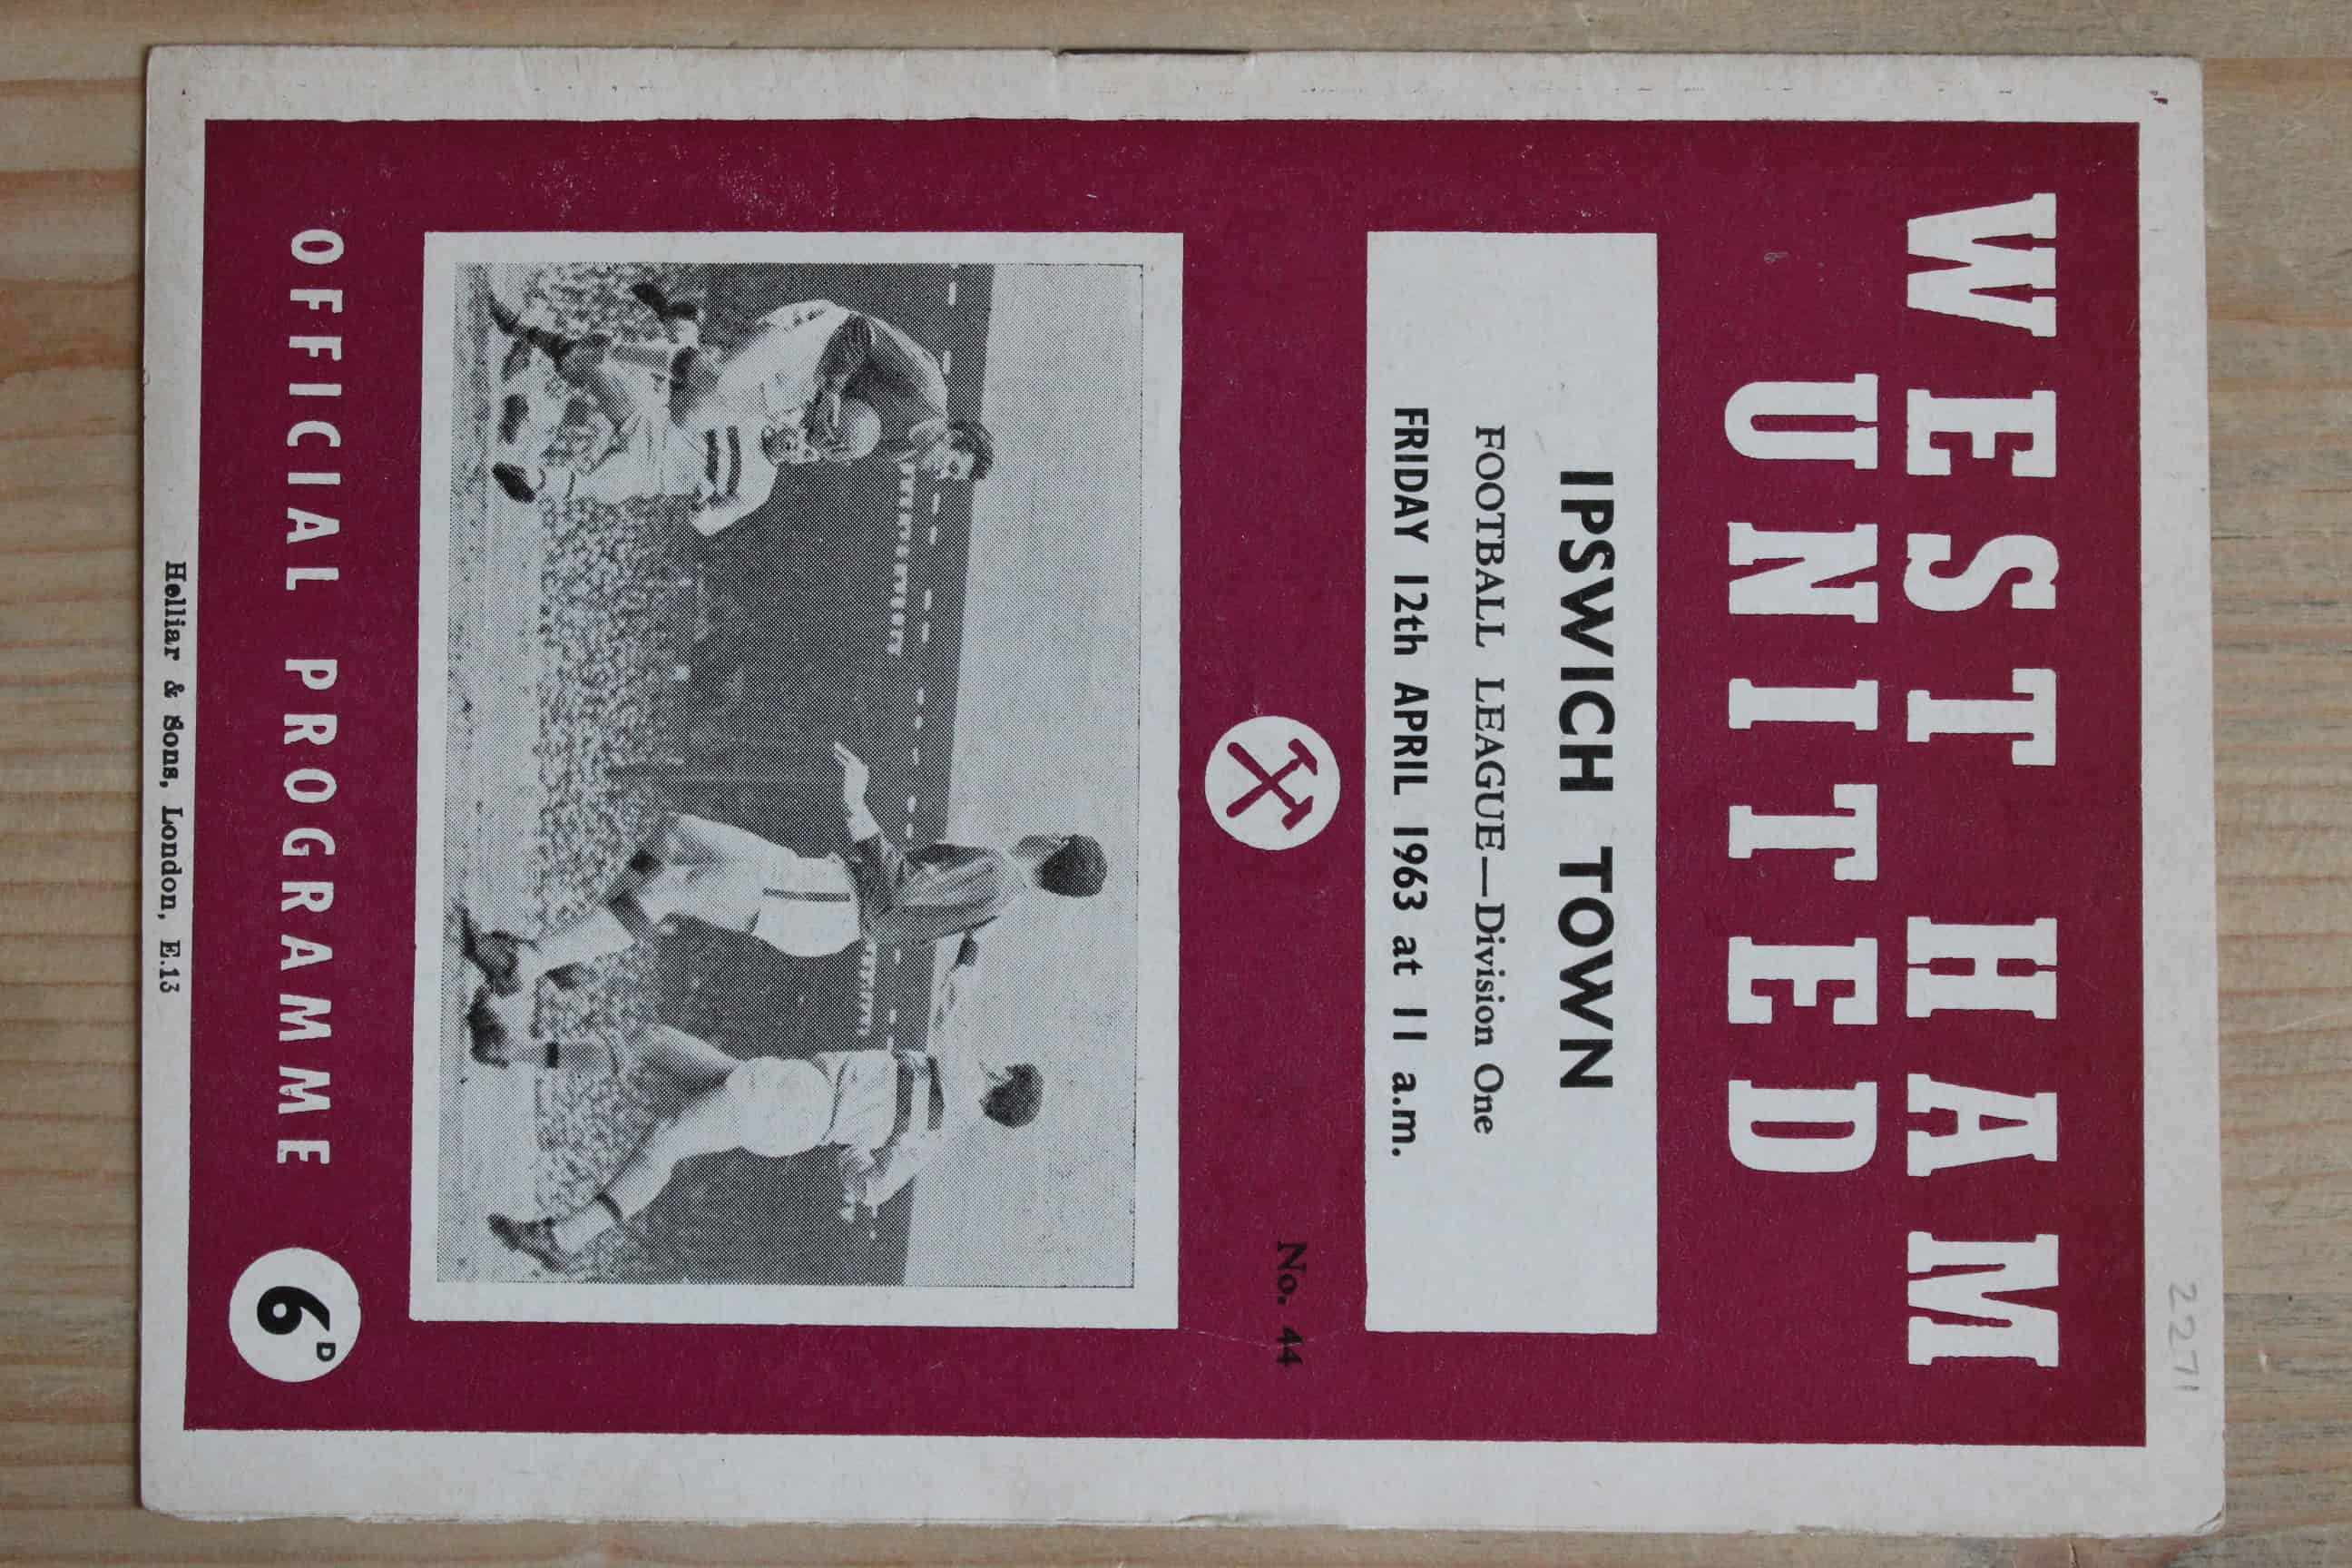 2271
WEST HAM
UNITED
IPSWICH TOWN
FOOTBALL LEAGUE—Division One
FRIDAY 12th APRIL 1963 at 11 a.m.
No. 44
OFFICIAL PROGRAMME
6D
Helliar & Sons, London, E.13